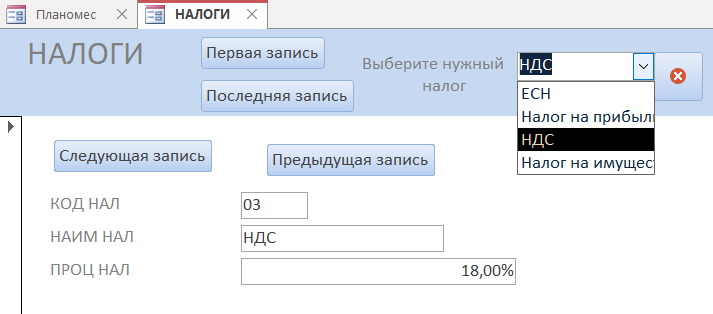 Планомес
НАЛОГИ
НАЛОГИ
Первая запись
Последняя запись
Выберите нужный
налог
НДС
ЕСН
Налог на прибыл
НДС
Налог на имущест
Следующая запись
Предыдущая запись
КОД НАЛ
03
НАИМ НАЛ
НДС
ПРОЦ НАЛ
18,00%